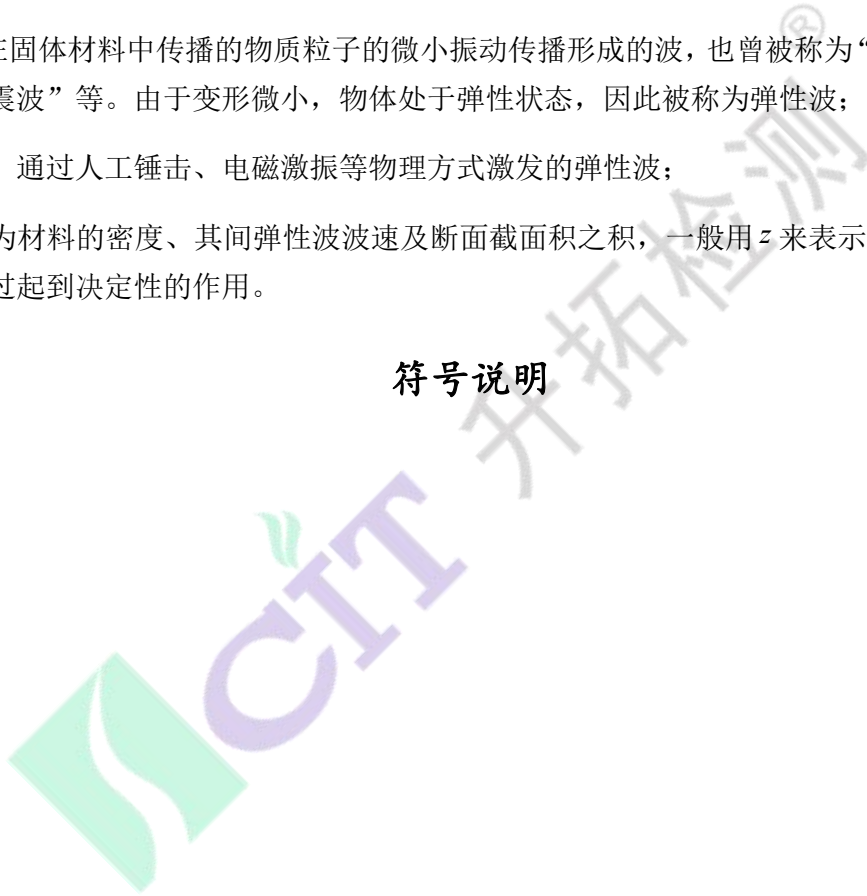 在固体材料中传播的物质粒子的微小振动传播形成的波，也曾被称为“
震波”等。由于变形微小，物体处于弹性状态，因此被称为弹性波；
通过人工锤击、电磁激振等物理方式激发的弹性波；
为材料的密度、其间弹性波波速及断面截面积之积，一般用 z 来表示
过起到决定性的作用。
符号说明
升拓检测®
CIT